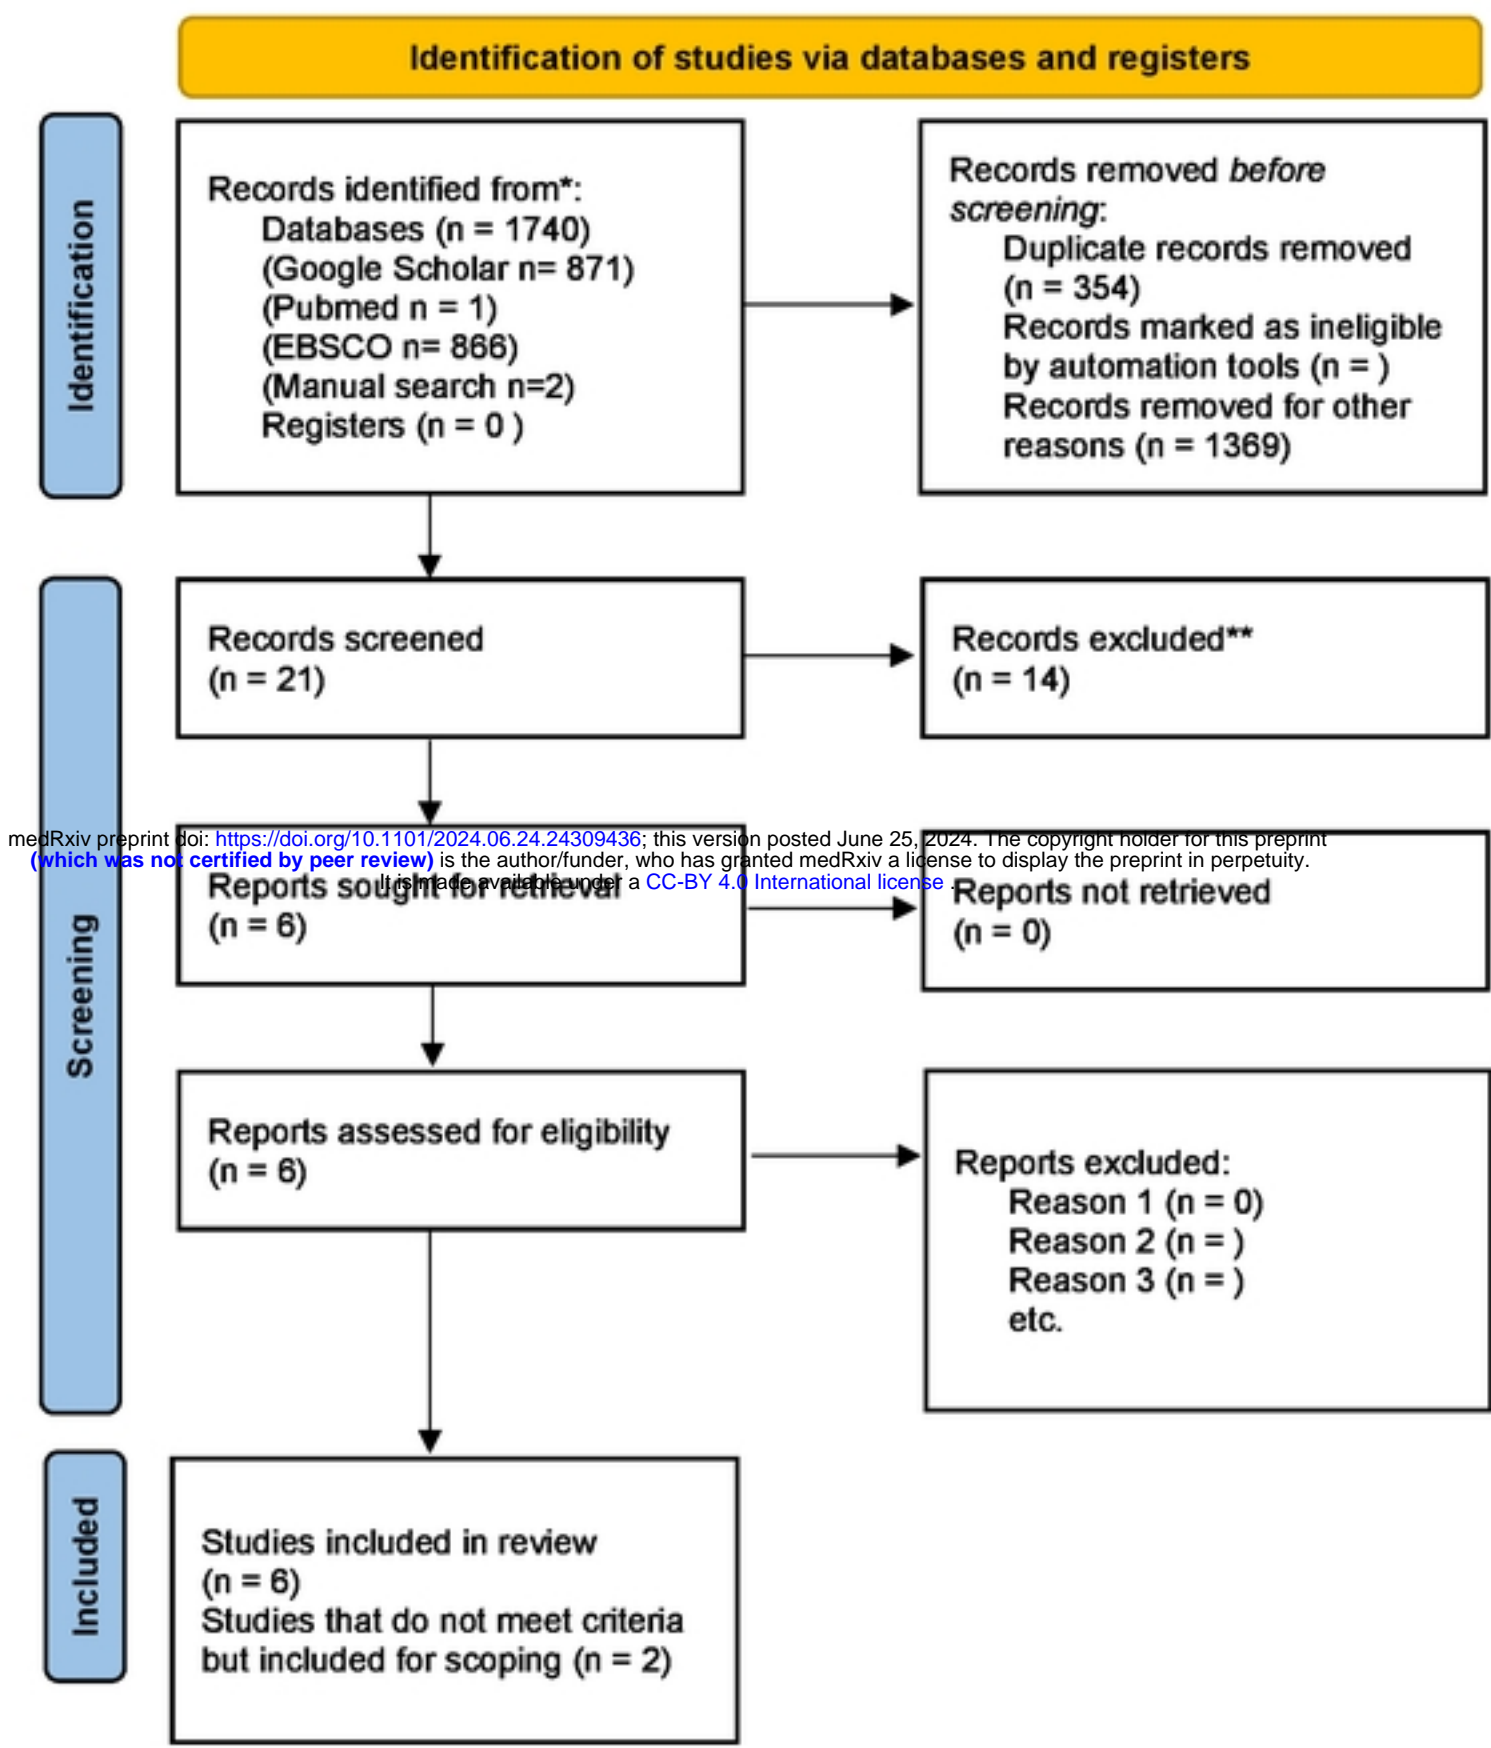 Identification of studies via databases and registers
Identification
Records identified from*:
Databases (n = 1740)
(Google Scholar n= 871)
(Pubmed n = 1)
(EBSCO n= 866)
(Manual search n=2)
Registers (n = 0 )
Records removed before
screening:
Duplicate records removed
(n = 354)
Records marked as ineligible
by automation tools (n = )
Records removed for other
reasons (n = 1369)
Screening
Records screened
(n = 21)
Records excluded**
(n = 14)
medRxiv preprint doi: https://doi.org/10.1101/2024.06.24.24309436; this version posted June 25, 2024. The copyright holder for this preprint
(which was not certified by peer review) is the author/funder, who has granted medRxiv a license to display the preprint in perpetuity.
It is made available under a CC-BY 4.0 International license .
Reports sought for retrieval
(n = 6)
Reports not retrieved
(n = 0)
Reports assessed for eligibility
(n = 6)
Reports excluded:
Reason 1 (n = 0)
Reason 2 (n = )
Reason 3 (n = )
etc.
Included
Studies included in review
(n = 6)
Studies that do not meet criteria
but included for scoping (n = 2)